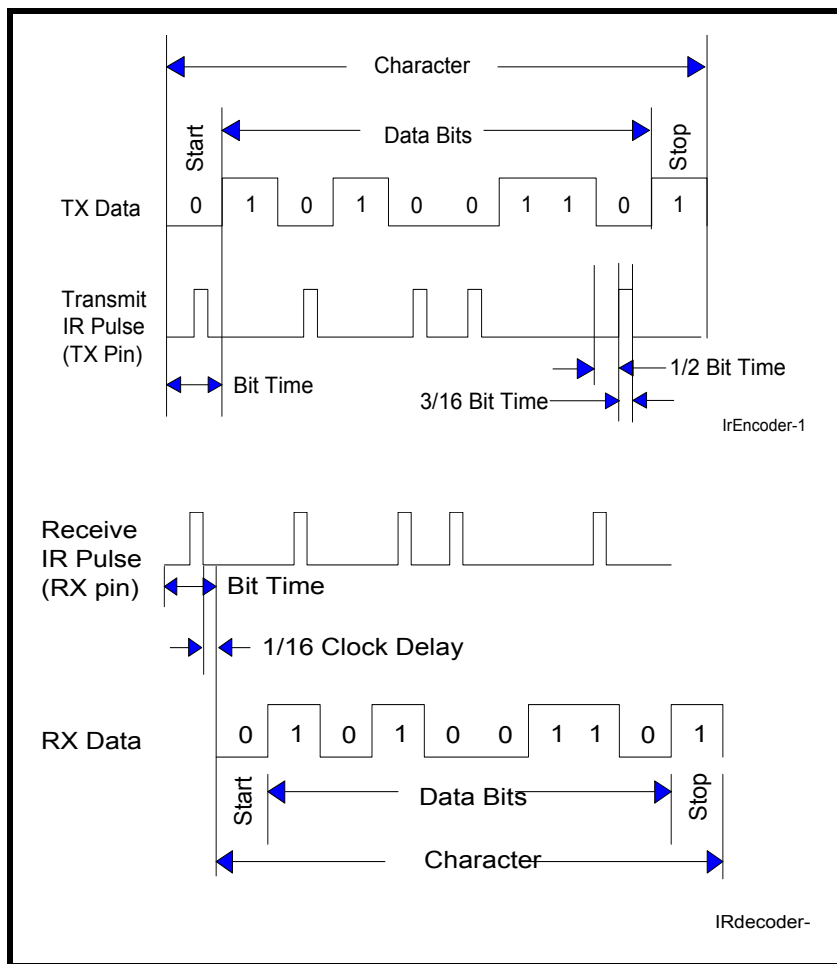 Character
Start
Data Bits
Stop
TX Data
0 1 0 1 0 0 1 1 0 1
Transmit
IR Pulse
(TX Pin)
Bit Time
1/2 Bit Time
3/16 Bit Time
IrEncoder-1
Receive
IR Pulse
(RX pin)
Bit Time
1/16 Clock Delay
RX Data
0 1 0 1 0 0 1 1 0 1
Start
Data Bits
Stop
Character
IRdecoder-